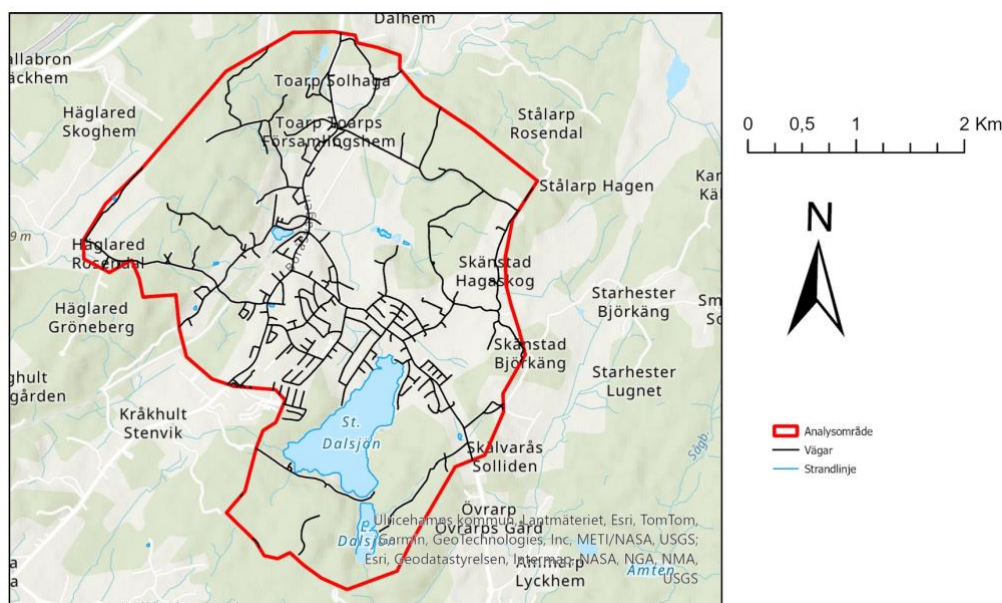 Dalhem
Toarp Solhaga
Häglared
Skoghem
Toarp Toarps
Församlingshem
Stålarp
Rosendal
Stålarp Hagen
Häglared
Rosendal
Skänstad
Hagaskog
Häglared
Gröneberg
Starhester
Björkäng
Skänstad
Björkäng
Starhester
Lugnet
Kråkhult
Stenvik
St.
Dalsjön
Skalvarås
Solliden
Övrarp
Övrarps Gård
Dalsjön
Lyckhem
Ämten
Ulricehamns kommun, Lantmäteriet, Esri, TomTom,
Garmin, GeoTechnologies, Inc, METI/NASA, USGS;
Esri, Geodatastyrelsen, Intermap, NASA, NGA, NMA,
USGS
0 0,5 1 2 Km
N
Analysområde
Vägar
Strandlinje